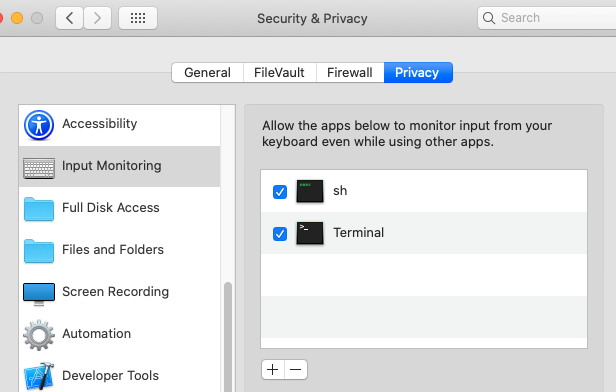 Security & Privacy
Search
General
FileVault
Firewall
Privacy
Accessibility
Input Monitoring
Full Disk Access
Files and Folders
Screen Recording
Automation
Developer Tools
Allow the apps below to monitor input from your
keyboard even while using other apps.
sh
Terminal